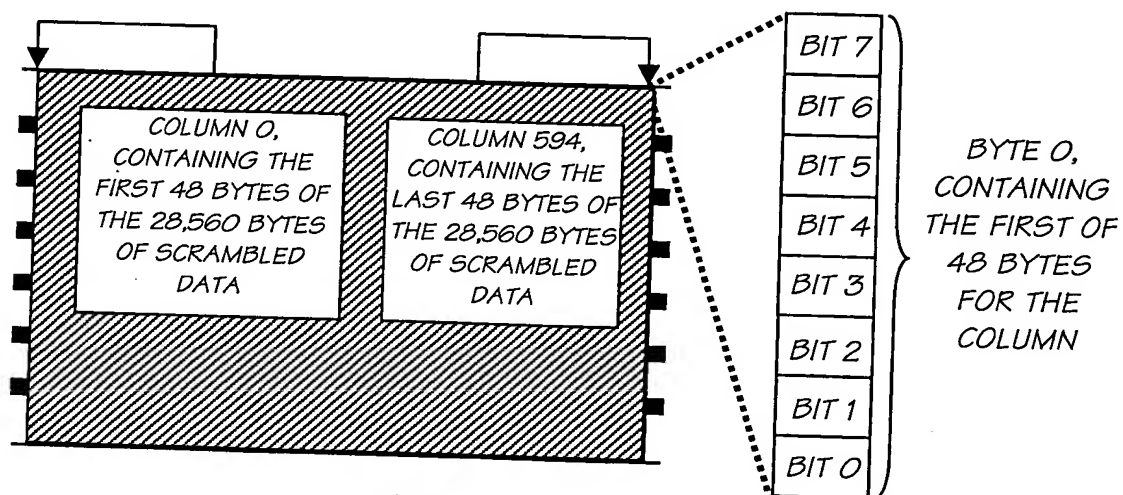 COLUMN 0,
CONTAINING THE
FIRST 48 BYTES OF
THE 28,560 BYTES
OF SCRAMBLED
DATA
COLUMN 594,
CONTAINING THE
LAST 48 BYTES OF
THE 28,560 BYTES
OF SCRAMBLED
DATA
BIT 7
BIT 6
BIT 5
BIT 4
BIT 3
BIT 2
BIT 1
BIT 0
BYTE 0,
CONTAINING
THE FIRST OF
48 BYTES
FOR THE
COLUMN